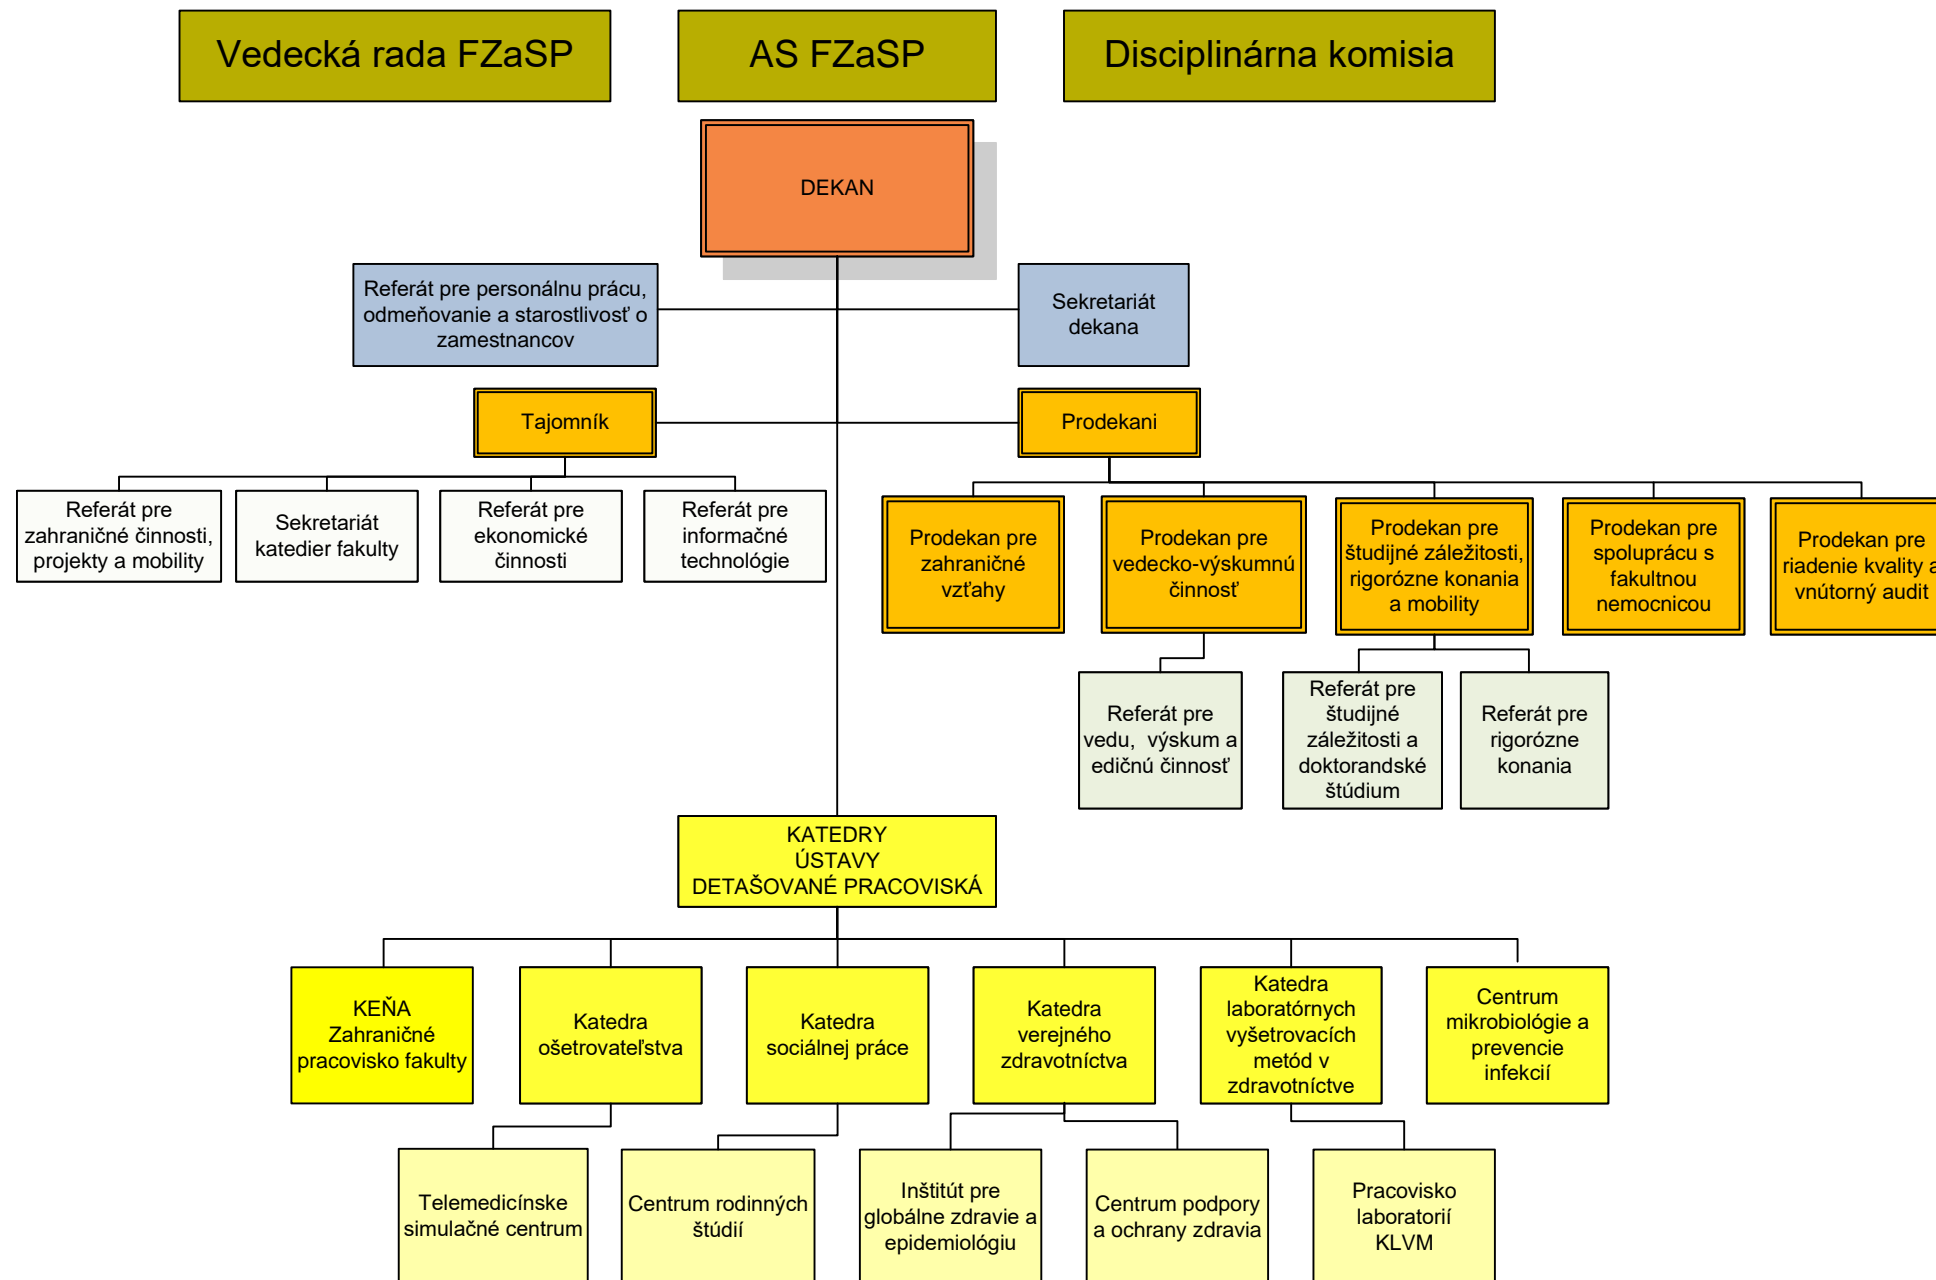 Vedecká rada FZaSP
AS FZaSP
Disciplinárna komisia
DEKAN
Referát pre personálnu prácu,
odmeňovanie a starostlivosť o
zamestnancov
Sekretariát
dekana
Tajomník
Prodekani
Referát pre
zahraničné činnosti,
projekty a mobility
Sekretariát
katedier fakulty
Referát pre
ekonomické
činnosti
Referát pre
informačné
technológie
Prodekan pre
zahraničné
vzťahy
Prodekan pre
vedecko-výskumnú
činnosť
Prodekan pre
študijné záležitosti,
rigorózne konania
a mobility
Prodekan pre
spoluprácu s
fakultnou
nemocnicou
Prodekan pre
riadenie kvality a
vnútorný audit
Referát pre
vedu,  výskum a
edičnú činnosť
Referát pre
študijné
záležitosti a
doktorandské
štúdium
Referát pre
rigorózne
konania
KATEDRY
ÚSTAVY
DETAŠOVANÉ PRACOVISKÁ
KEŇA
Zahraničné
pracovisko fakulty
Katedra
ošetrovateľstva
Katedra
sociálnej práce
Katedra
verejného
zdravotníctva
Katedra
laboratórnych
vyšetrovacích
metód v
zdravotníctve
Centrum
mikrobiológie a
prevencie
infekcií
Telemedicínske
simulačné centrum
Centrum rodinných
štúdií
Inštitút pre
globálne zdravie a
epidemiológiu
Centrum podpory
a ochrany zdravia
Pracovisko
laboratorií
KLVM